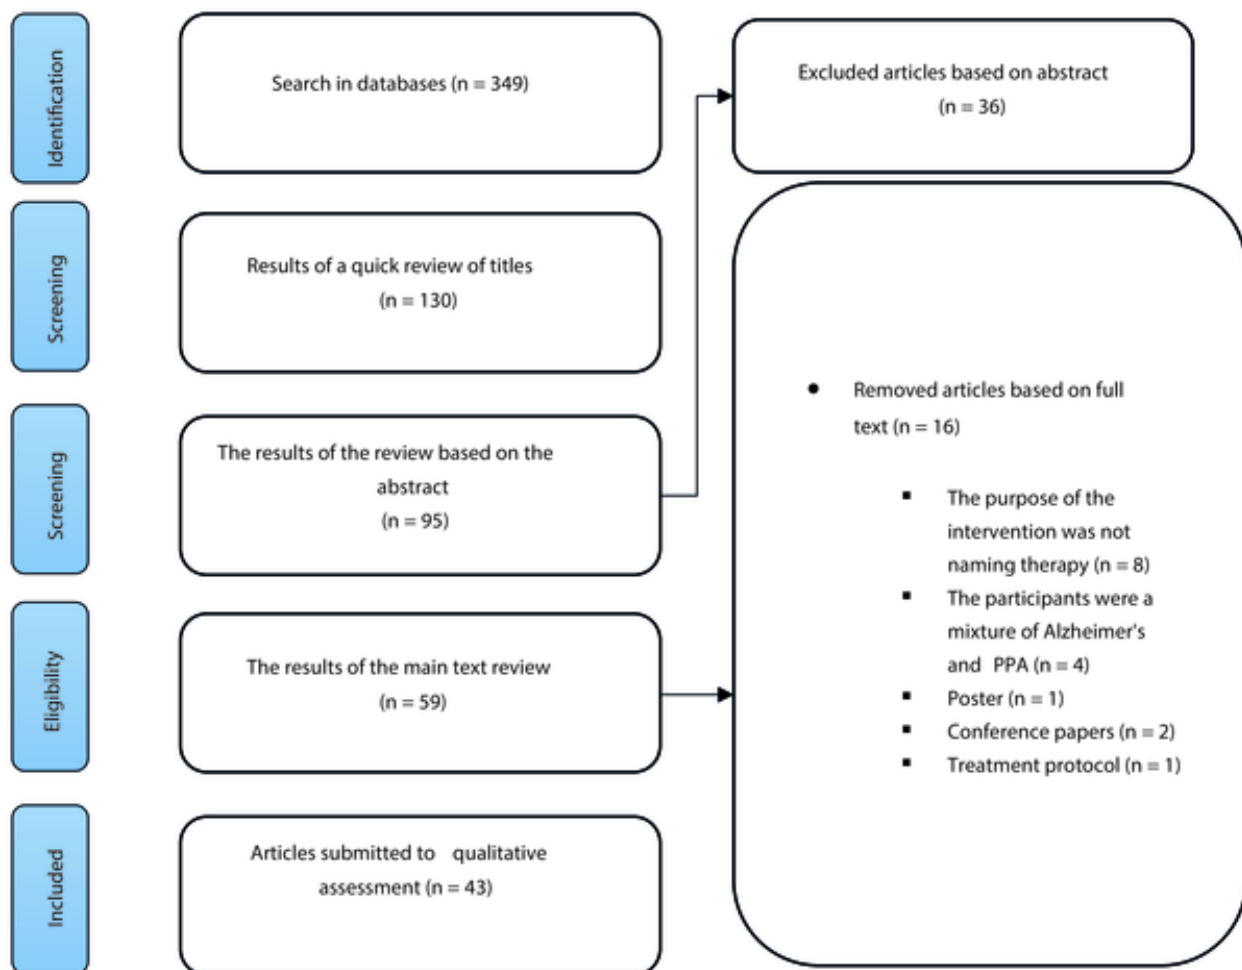 Identification
Search in databases (n = 349)
Excluded articles based on abstract
(n = 36)
Screening
Results of a quick review of titles
(n = 130)
Screening
The results of the review based on the
abstract
(n = 95)
Eligibility
The results of the main text review
(n = 59)
● Removed articles based on full
text (n = 16)
▪ The purpose of the
intervention was not
naming therapy (n = 8)
▪ The participants were a
mixture of Alzheimer's
and PPA (n = 4)
▪ Poster (n = 1)
▪ Conference papers (n = 2)
▪ Treatment protocol (n = 1)
Included
Articles submitted to qualitative
assessment (n = 43)